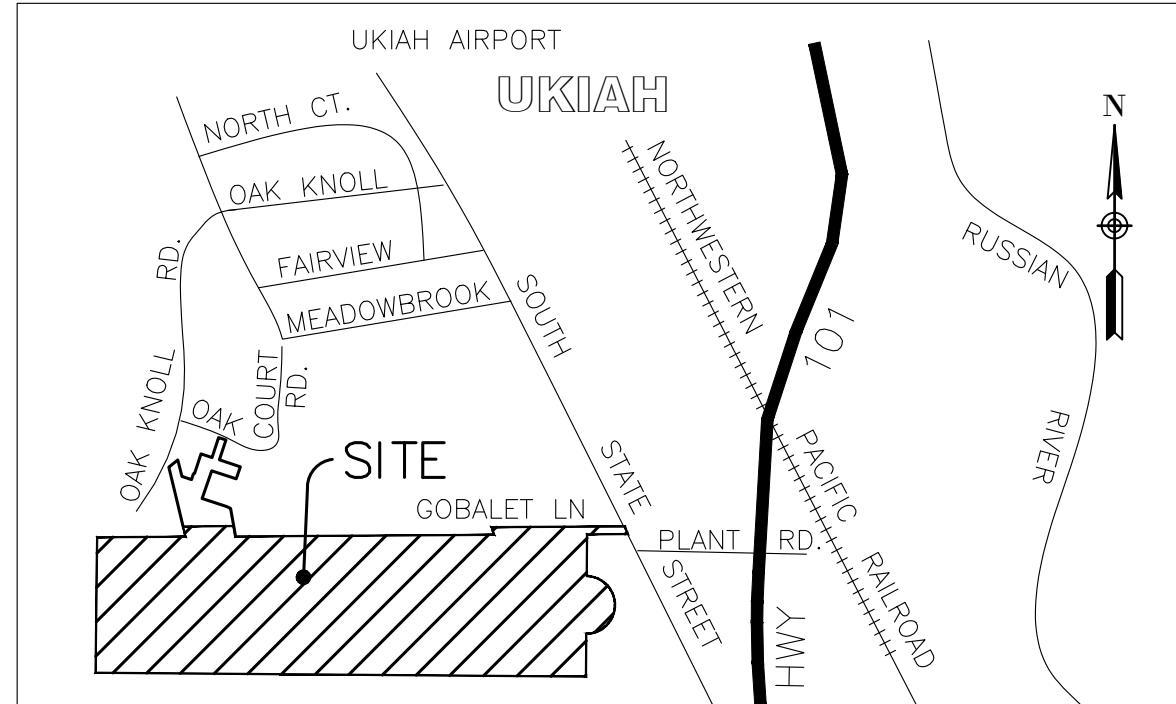 UKIAH AIRPORT
UKIAH
N
NORTH CT.
OAK KNOLL
RD.
FAIRVIEW
MEADOWBROOK
SOUTH
NORTHWESTERN
101
RUSSIAN
OAK KNOLL
OAK
COURT
RD.
SITE
GOBALET LN
STATE
PACIFIC
RIVER
PLANT RD.
STREET
RAILROAD
HWY